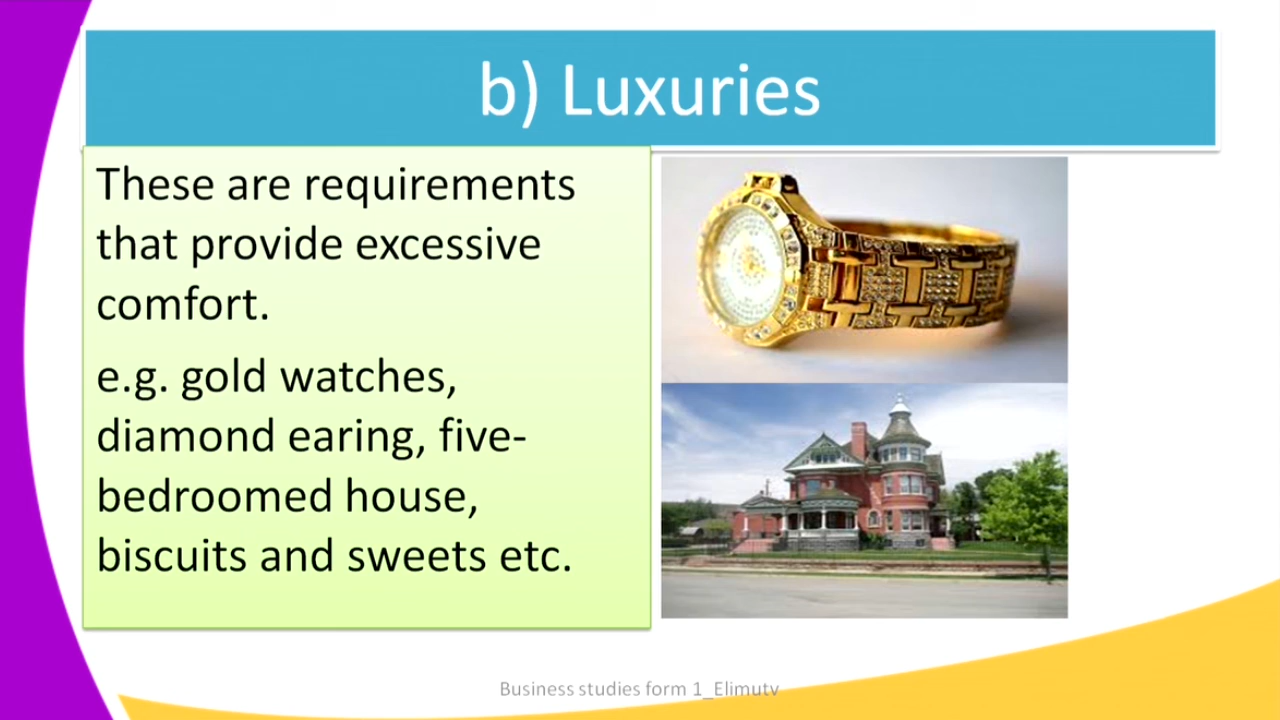 b) Luxuries
These are requirements
that provide excessive
comfort.
e.g. gold watches,
diamond earing, five-
bedroomed house,
biscuits and sweets etc.
Business studies form 1_Elimutv